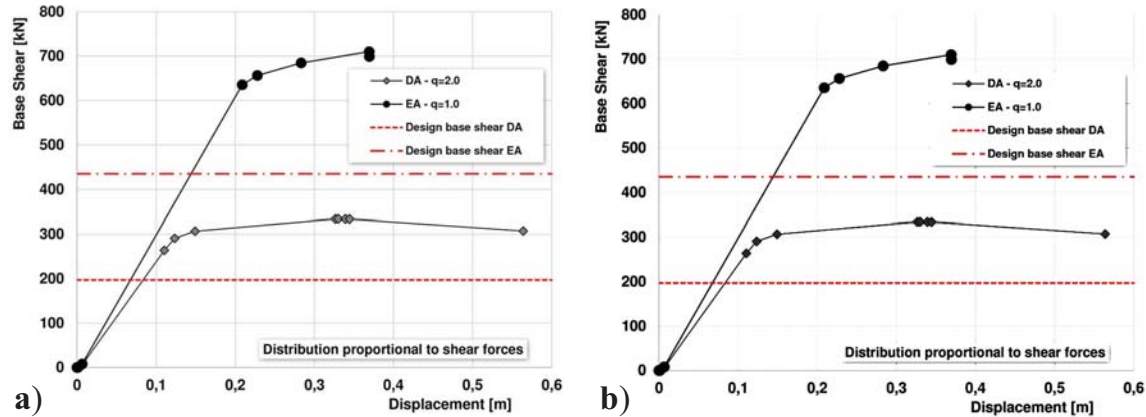 800
700
600
500
400
300
200
100
0
Base Shear [kN]
DA - q=2.0
EA - q=1.0
Design base shear DA
Design base shear EA
Distribution proportional to shear forces
0 0,1 0,2 0,3 0,4 0,5 0,6
Displacement [m]
a)
800
700
600
500
400
300
200
100
0
Base Shear [kN]
DA - q=2.0
EA - q=1.0
Design base shear DA
Design base shear EA
Distribution proportional to shear forces
0 0,1 0,2 0,3 0,4 0,5 0,6
Displacement [m]
b)